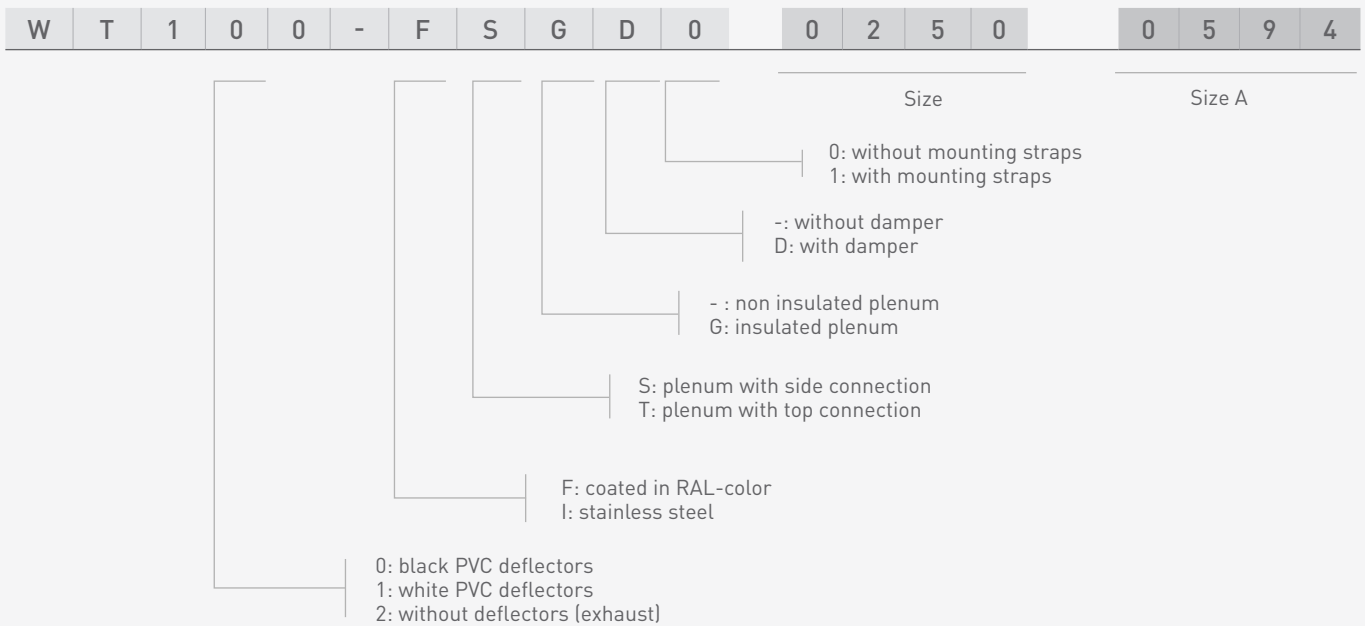 W T 1 0 0 - F S G D 0 0 2 5 0 0 5 9 4
Size Size A
0: without mounting straps
1: with mounting straps
-: without damper
D: with damper
- : non insulated plenum
G: insulated plenum
S: plenum with side connection
T: plenum with top connection
F: coated in RAL-color
I: stainless steel
0: black PVC deflectors
1: white PVC deflectors
2: without deflectors (exhaust)